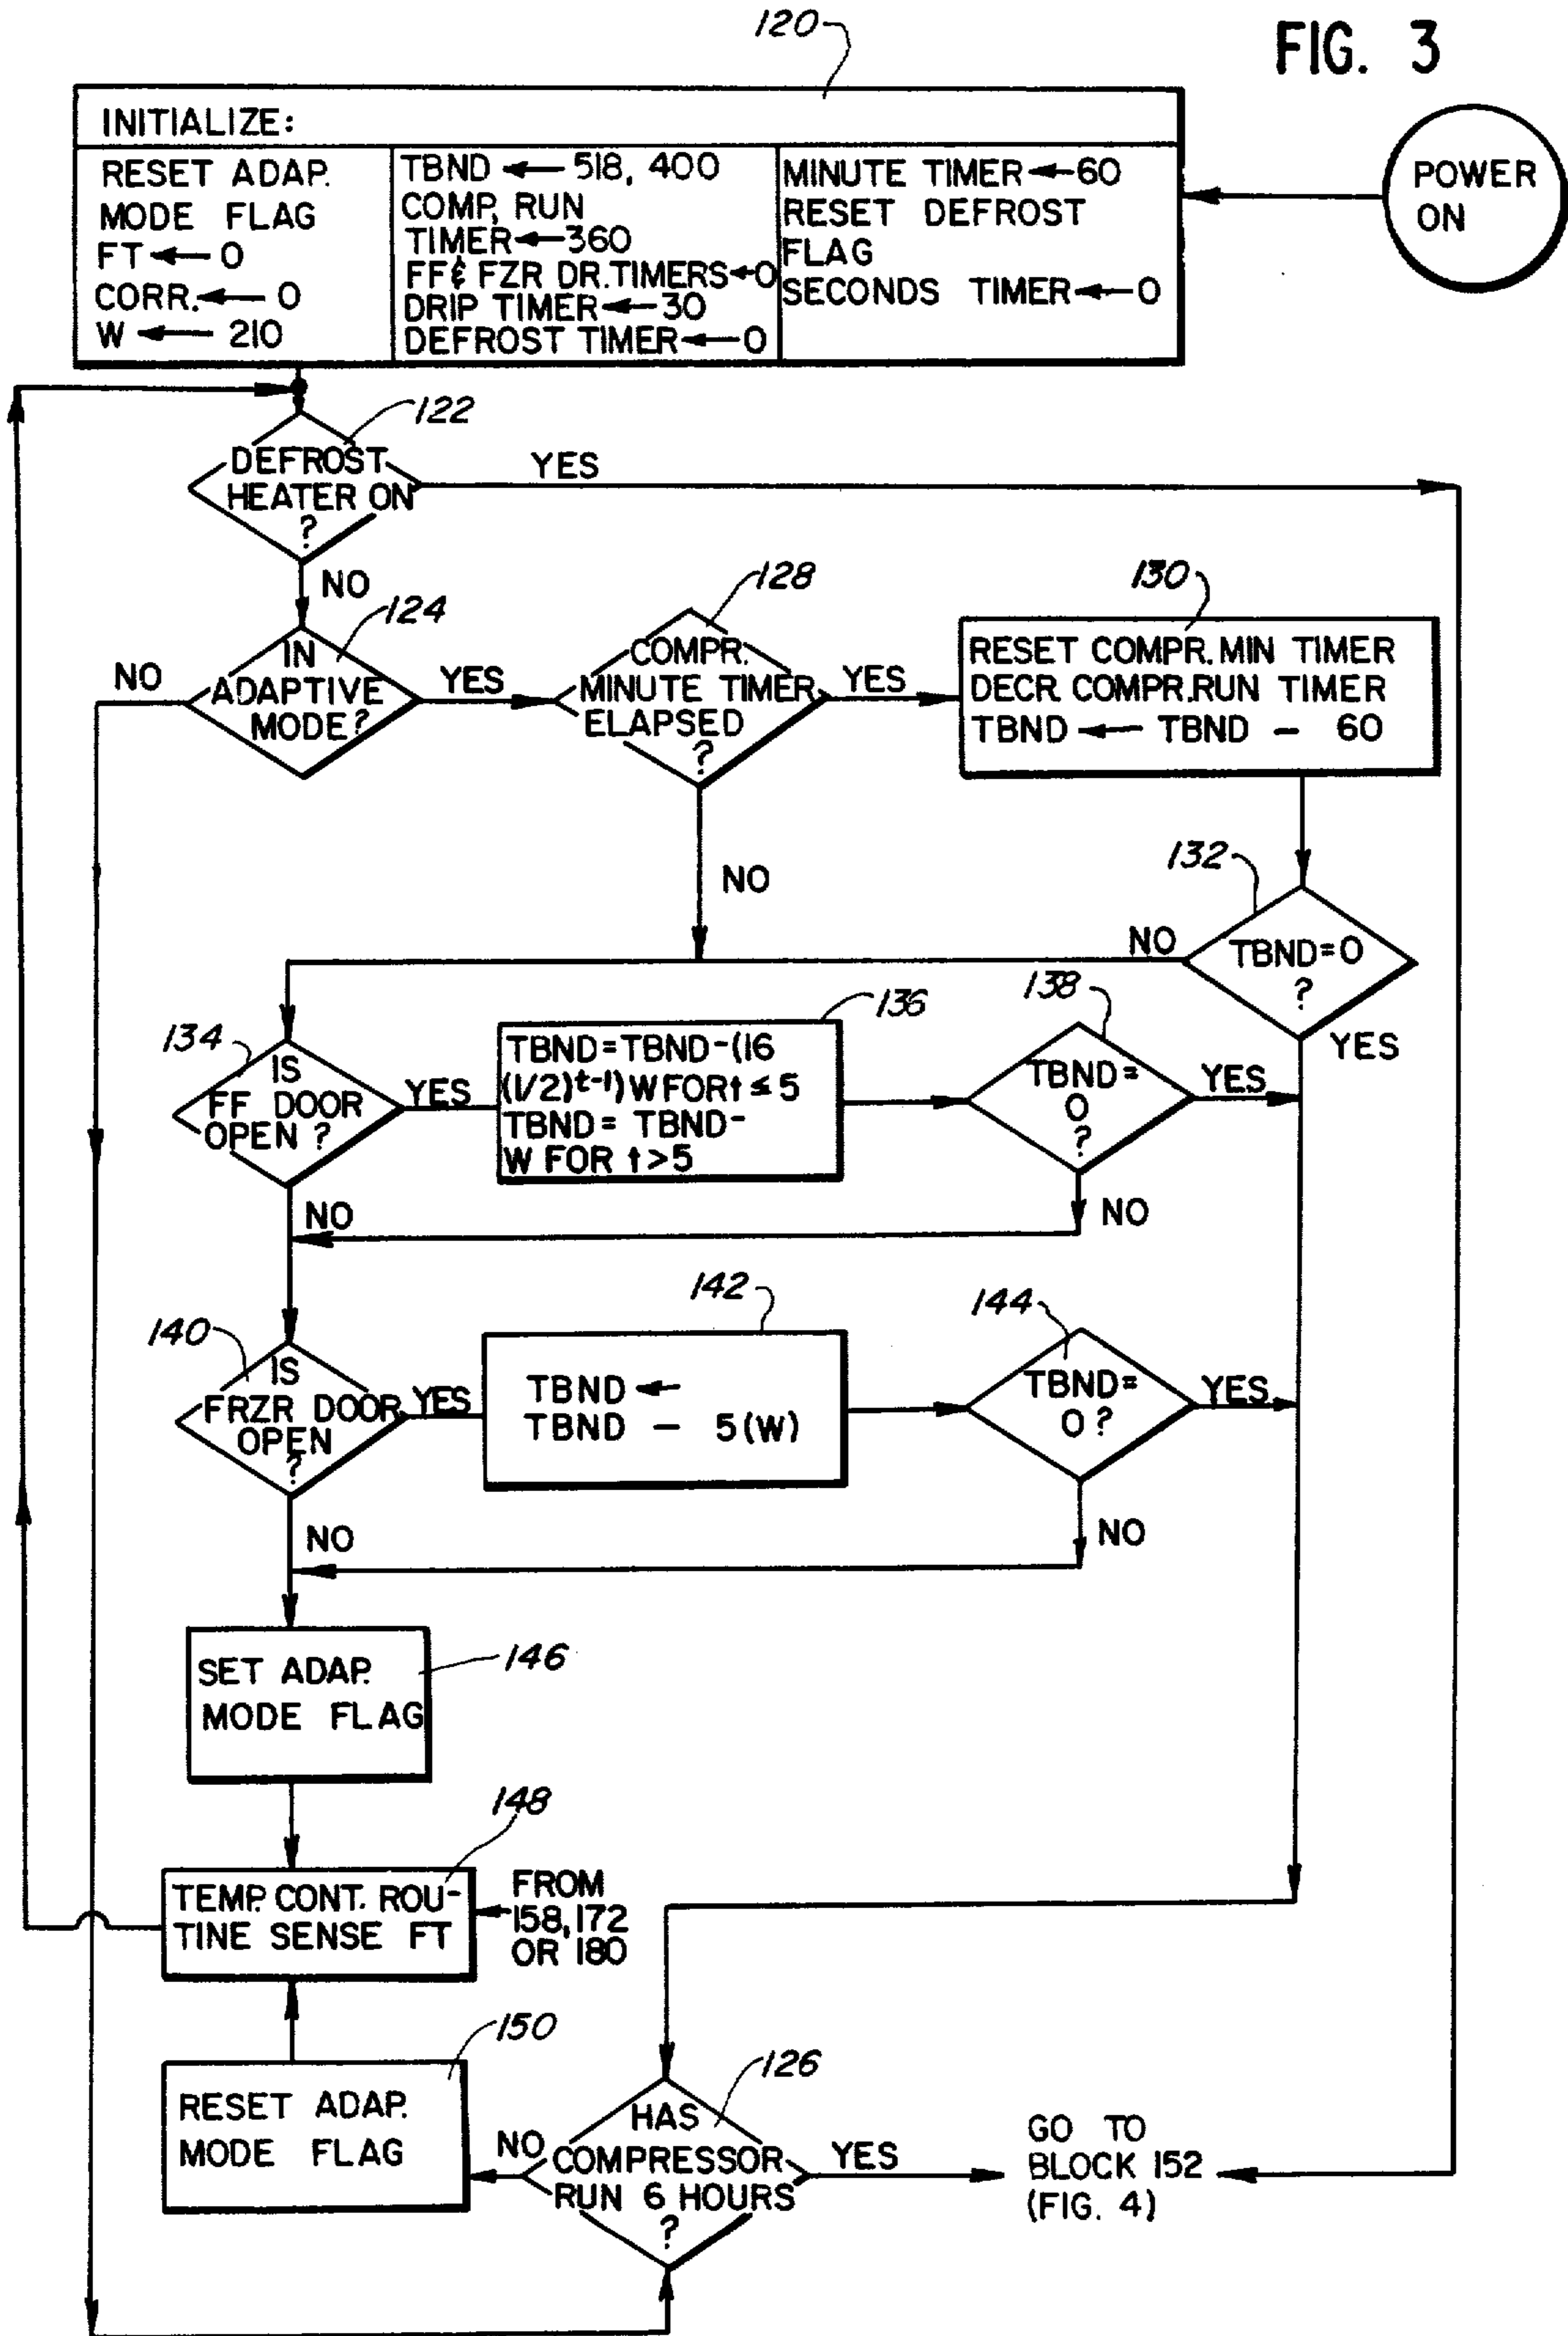 FIG. 3
120
INITIALIZE:
RESET ADAP.
MODE FLAG
FT ← 0
CORR. ← 0
W ← 210
TBND ← 518, 400
COMP. RUN
TIMER ← 360
FF & FZR DR. TIMERS ← 0
DRIP TIMER ← 30
DEFROST TIMER ← 0
MINUTE TIMER ← 60
RESET DEFROST
FLAG
SECONDS TIMER ← 0
POWER
ON
122
DEFROST
HEATER ON
?
YES
NO
124
IN
ADAPTIVE
MODE?
NO
YES
128
COMPR.
MINUTE TIMER
ELAPSED
?
YES
NO
130
RESET COMPR. MIN TIMER
DECR. COMPR. RUN TIMER
TBND ← TBND - 60
132
TBND=0
?
NO
YES
134
IS
FF DOOR
OPEN ?
YES
NO
136
TBND=TBND-(16
(1/2)^t-1) W FOR t ≤ 5
TBND= TBND-
W FOR t>5
138
TBND=
0
?
YES
NO
140
IS
FRZR DOOR
OPEN
?
YES
NO
142
TBND ←
TBND - 5(W)
144
TBND=
0 ?
YES
NO
146
SET ADAP.
MODE FLAG
148
TEMP. CONT. ROU-
TINE SENSE FT
FROM
158, 172
OR 180
150
RESET ADAP.
MODE FLAG
126
HAS
COMPRESSOR
RUN 6 HOURS
?
NO
YES
GO TO
BLOCK 152
(FIG. 4)